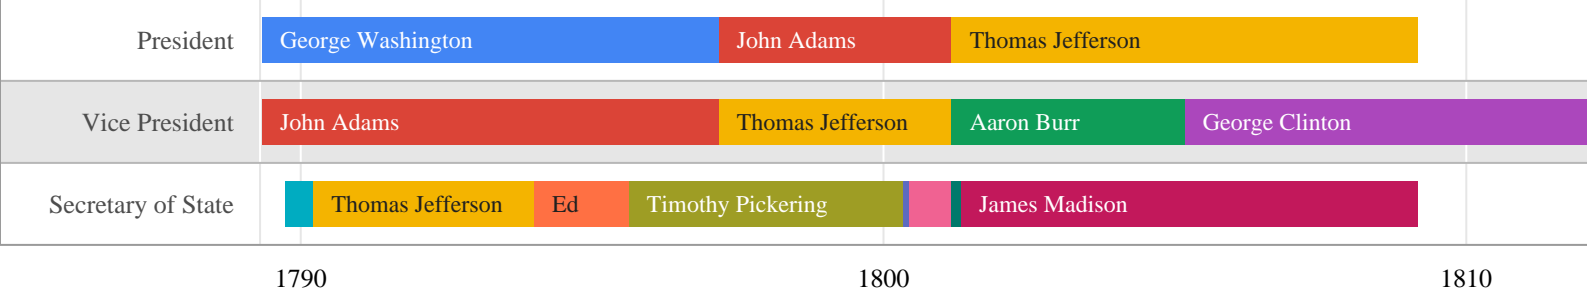 President George Washington John Adams Thomas Jefferson
Vice President John Adams Thomas Jefferson Aaron Burr George Clinton
Secretary of State Thomas Jefferson Ed Timothy Pickering James Madison
1790 1800 1810